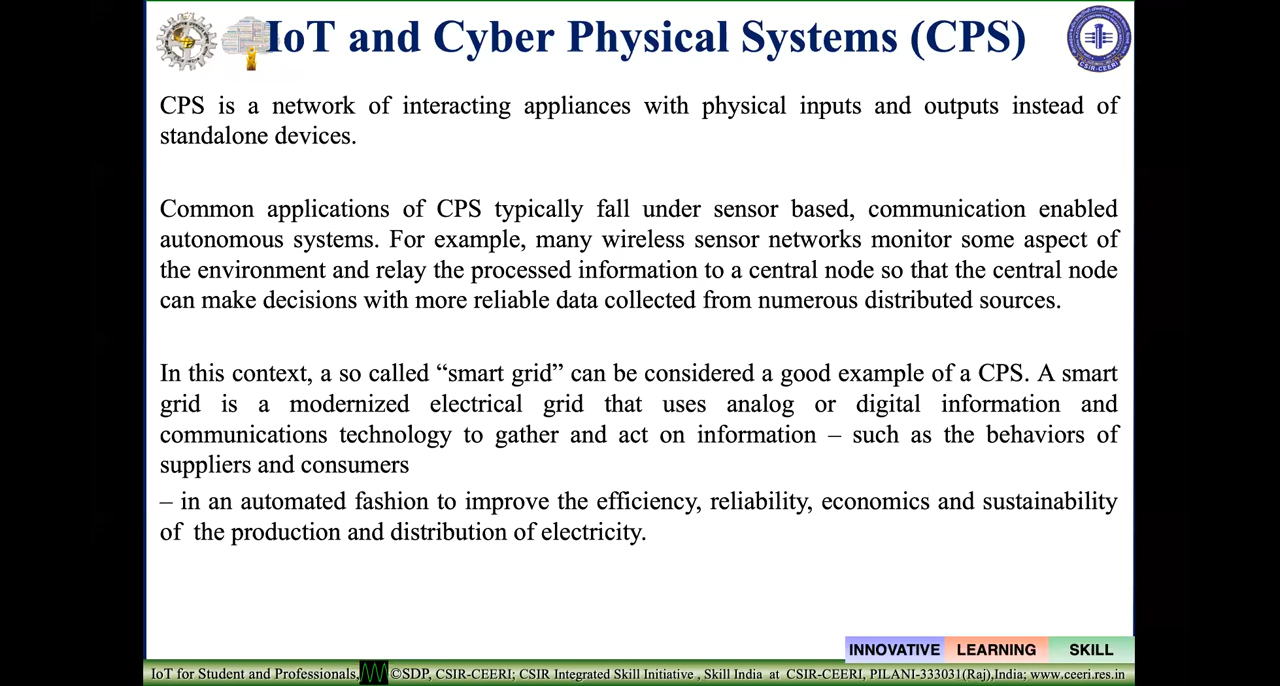 IoT and Cyber Physical Systems (CPS)
CSIR-CEERI
CPS is a network of interacting appliances with physical inputs and outputs instead of
standalone devices.
Common applications of CPS typically fall under sensor based, communication enabled
autonomous systems. For example, many wireless sensor networks monitor some aspect of
the environment and relay the processed information to a central node so that the central node
can make decisions with more reliable data collected from numerous distributed sources.
In this context, a so called “smart grid” can be considered a good example of a CPS. A smart
grid is a modernized electrical grid that uses analog or digital information and
communications technology to gather and act on information – such as the behaviors of
suppliers and consumers
– in an automated fashion to improve the efficiency, reliability, economics and sustainability
of the production and distribution of electricity.
INNOVATIVE LEARNING SKILL
IoT for Student and Professionals, ©SDP, CSIR-CEERI; CSIR Integrated Skill Initiative , Skill India at CSIR-CEERI, PILANI-333031(Raj),India; www.ceeri.res.in